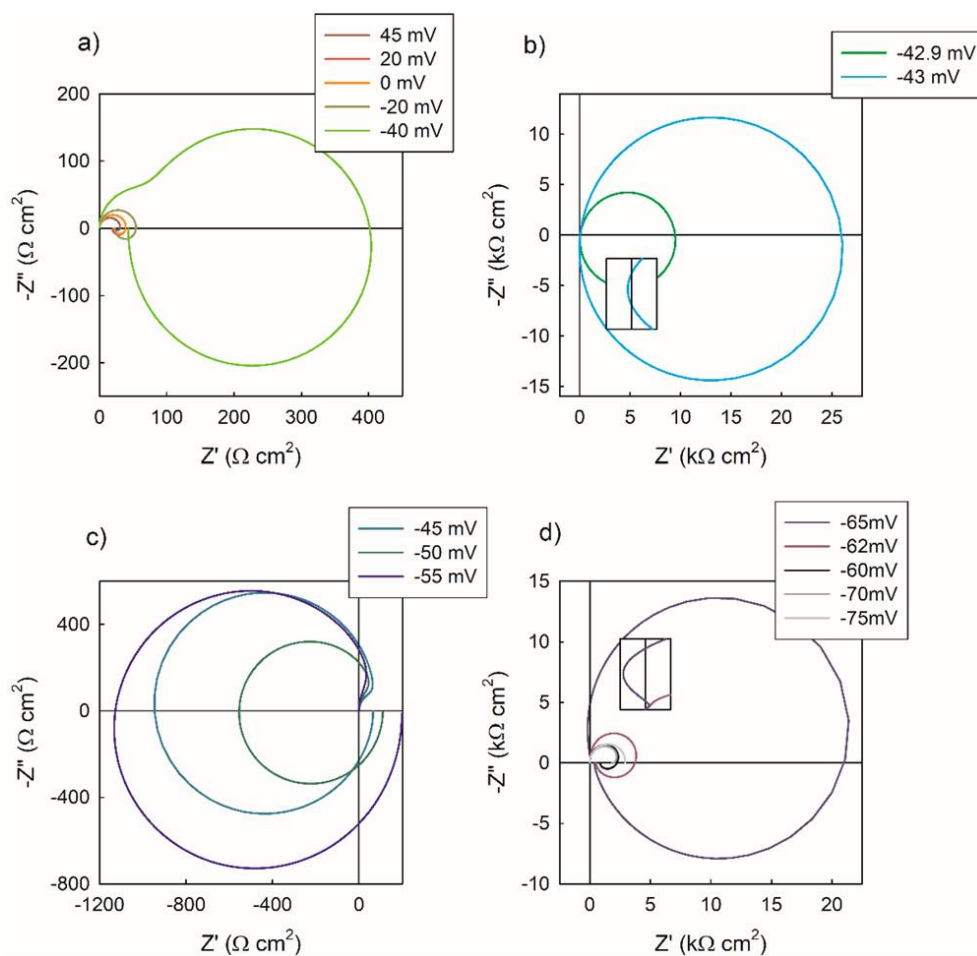 a)
45 mV
20 mV
0 mV
-20 mV
-40 mV
200
100
0
-100
-200
-Z'' (Ω cm²)
0 100 200 300 400
Z' (Ω cm²)
b)
-42.9 mV
-43 mV
10
5
0
-5
-10
-15
-Z'' (kΩ cm²)
0 5 10 15 20 25
Z' (kΩ cm²)
c)
-45 mV
-50 mV
-55 mV
400
0
-400
-800
-Z'' (Ω cm²)
-1200 -800 -400 0
Z' (Ω cm²)
d)
-65mV
-62mV
-60mV
-70mV
-75mV
15
10
5
0
-5
-10
-Z'' (kΩ cm²)
0 5 10 15 20
Z' (kΩ cm²)